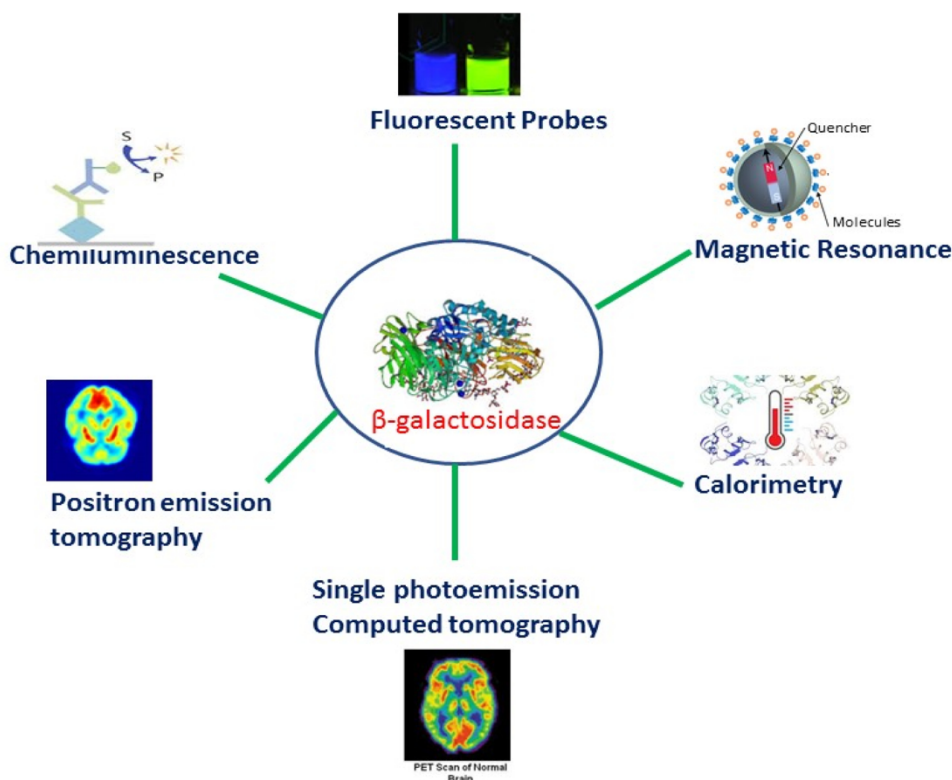 Fluorescent Probes
S
P
Chemiluminescence
N
Quencher
Molecules
Magnetic Resonance
β-galactosidase
Positron emission
tomography
Calorimetry
Single photoemission
Computed tomography
PET Scan of Normal
Brain